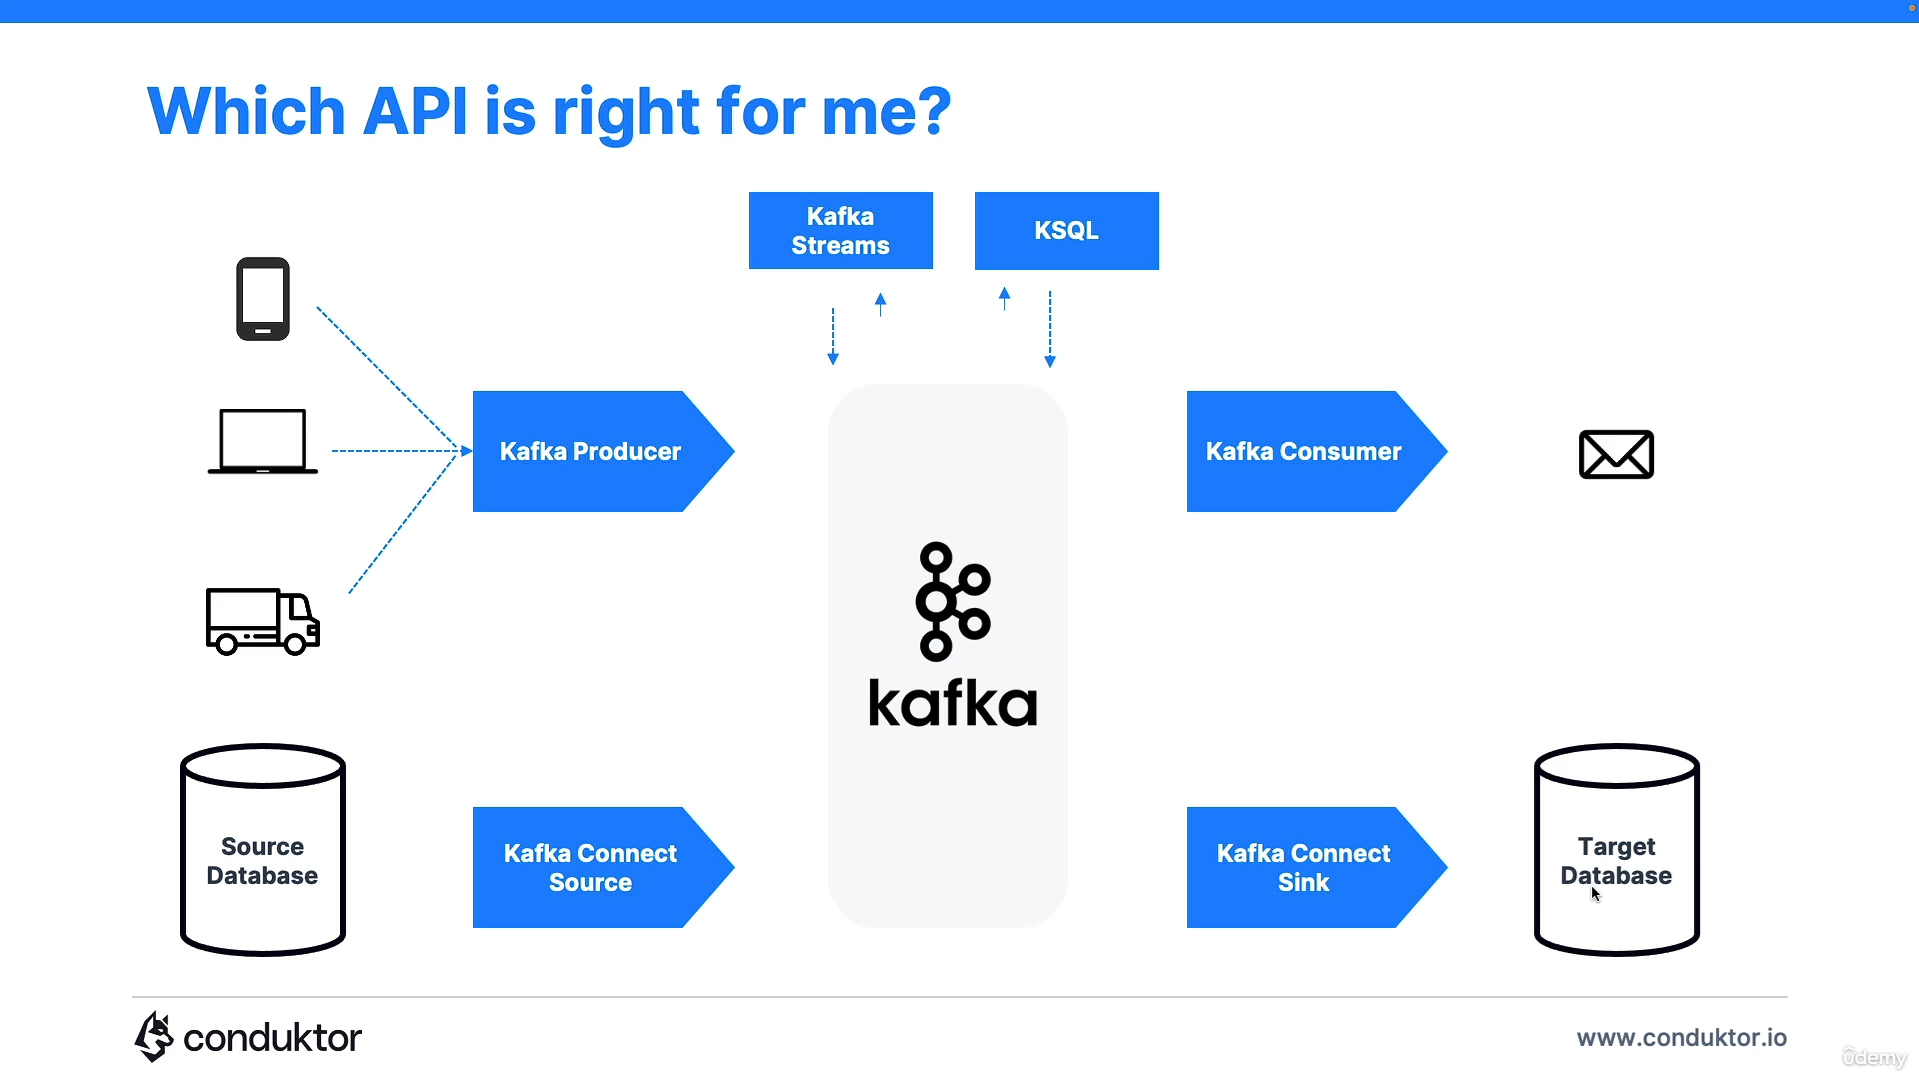 Which API is right for me?
Kafka
Streams
KSQL
Kafka Producer
Kafka Consumer
kafka
Source
Database
Kafka Connect
Source
Kafka Connect
Sink
Target
Database
conduktor
www.conduktor.io
udemy